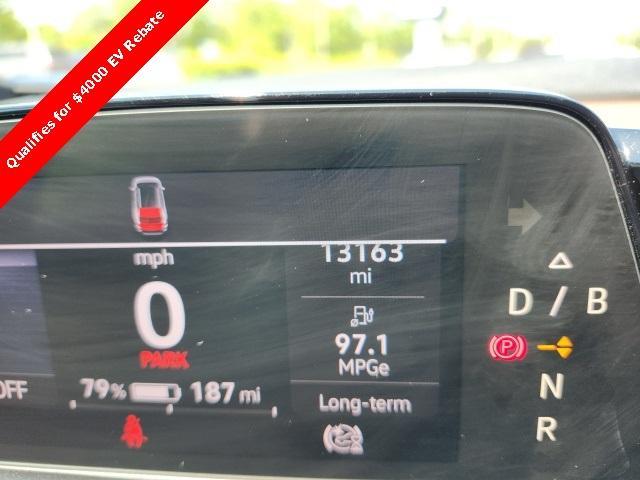 Qualifies for $4000 EV Rebate
mph
0
PARK
79% 187 mi
OFF
13163
mi
97.1
MPGe
Long-term
D / B
P
N
R